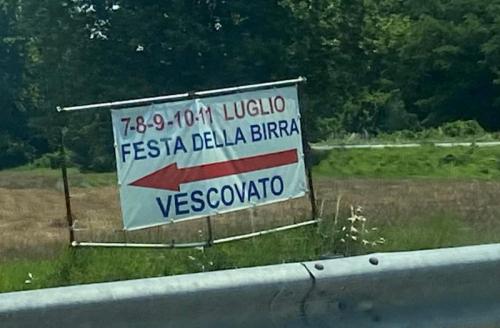 7-8-9-10-11 LUGLIO
FESTA DELLA BIRRA
VESCOVATO